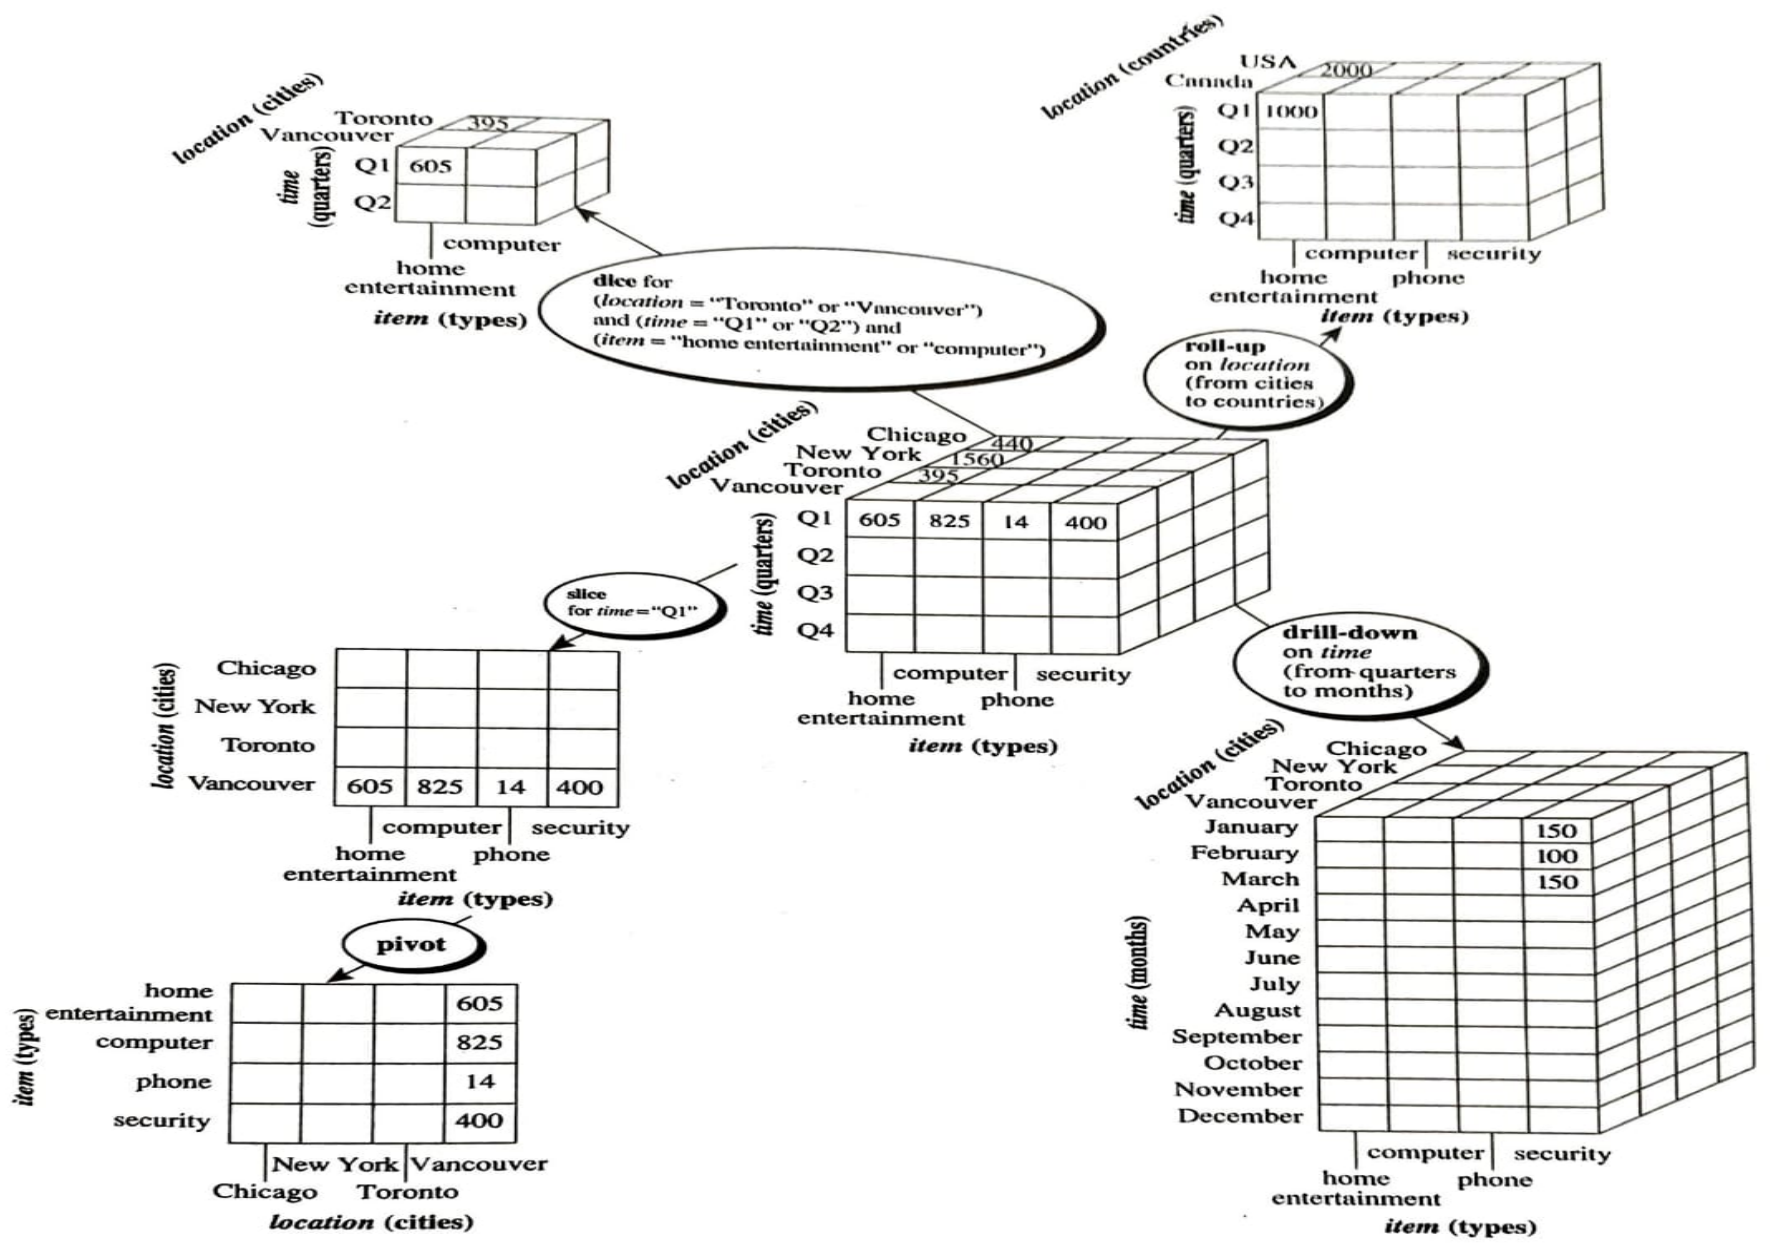 location (cities)
Toronto
395
Vancouver
time
(quarters)
Q1
605
Q2
computer
home
entertainment
item (types)
location (countries)
USA
2000
Canada
time (quarters)
Q1
1000
Q2
Q3
Q4
computer
security
home
phone
entertainment
item (types)
dice for
(location = “Toronto” or “Vancouver”)
and (time = “Q1” or “Q2”) and
(item = “home entertainment” or “computer”)
roll-up
on location
(from cities
to countries)
location (cities)
Chicago
440
New York
1560
Toronto
395
Vancouver
time (quarters)
Q1
605 825 14 400
Q2
Q3
Q4
computer
security
home
phone
entertainment
item (types)
slice
for time=“Q1”
location (cities)
Chicago
New York
Toronto
Vancouver
605 825 14 400
computer
security
home
phone
entertainment
item (types)
drill-down
on time
(from quarters
to months)
location (cities)
Chicago
New York
Toronto
Vancouver
time (months)
January
150
February
100
March
150
April
May
June
July
August
September
October
November
December
computer
security
home
phone
entertainment
item (types)
pivot
item (types)
home
entertainment
605
computer
825
phone
14
security
400
New York
Vancouver
Chicago
Toronto
location (cities)